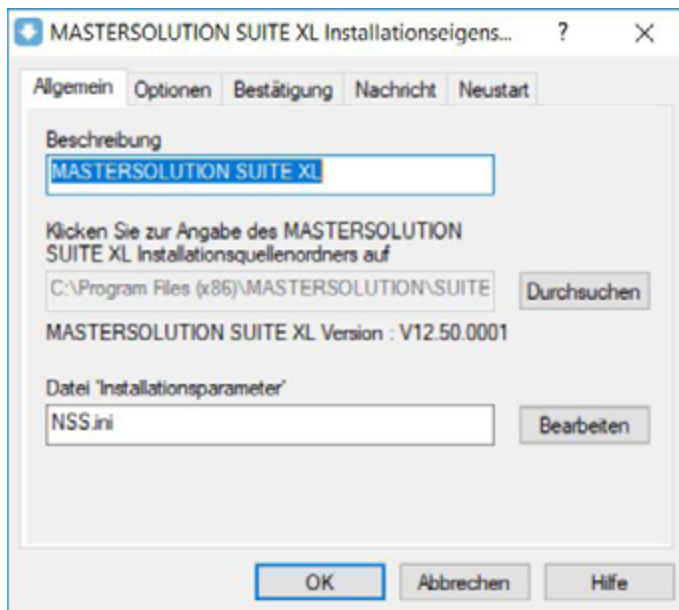 MASTERSOLUTION SUITE XL Installationseigens...
?
Allgemein
Optionen
Bestätigung
Nachricht
Neustart
Beschreibung
MASTERSOLUTION SUITE XL
Klicken Sie zur Angabe des MASTERSOLUTION
SUITE XL Installationsquellenordners auf
C:\Program Files (x86)\MASTERSOLUTION\SUITE
Durchsuchen
MASTERSOLUTION SUITE XL Version : V12.50.0001
Datei 'Installationsparameter'
NSS.ini
Bearbeiten
OK
Abbrechen
Hilfe